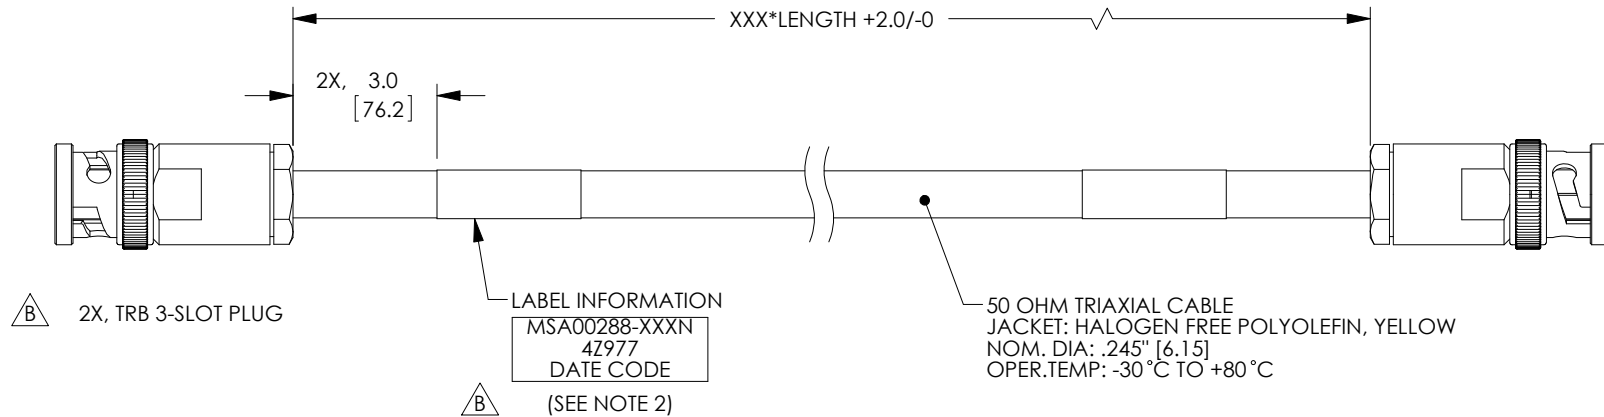 XXX*LENGTH +2.0/-0
2X, 3.0
[76.2]
B 2X, TRB 3-SLOT PLUG
LABEL INFORMATION
MSA00288-XXXN
4Z977
DATE CODE
B (SEE NOTE 2)
50 OHM TRIAXIAL CABLE
JACKET: HALOGEN FREE POLYOLEFIN, YELLOW
NOM. DIA: .245" [6.15]
OPER.TEMP: -30°C TO +80°C